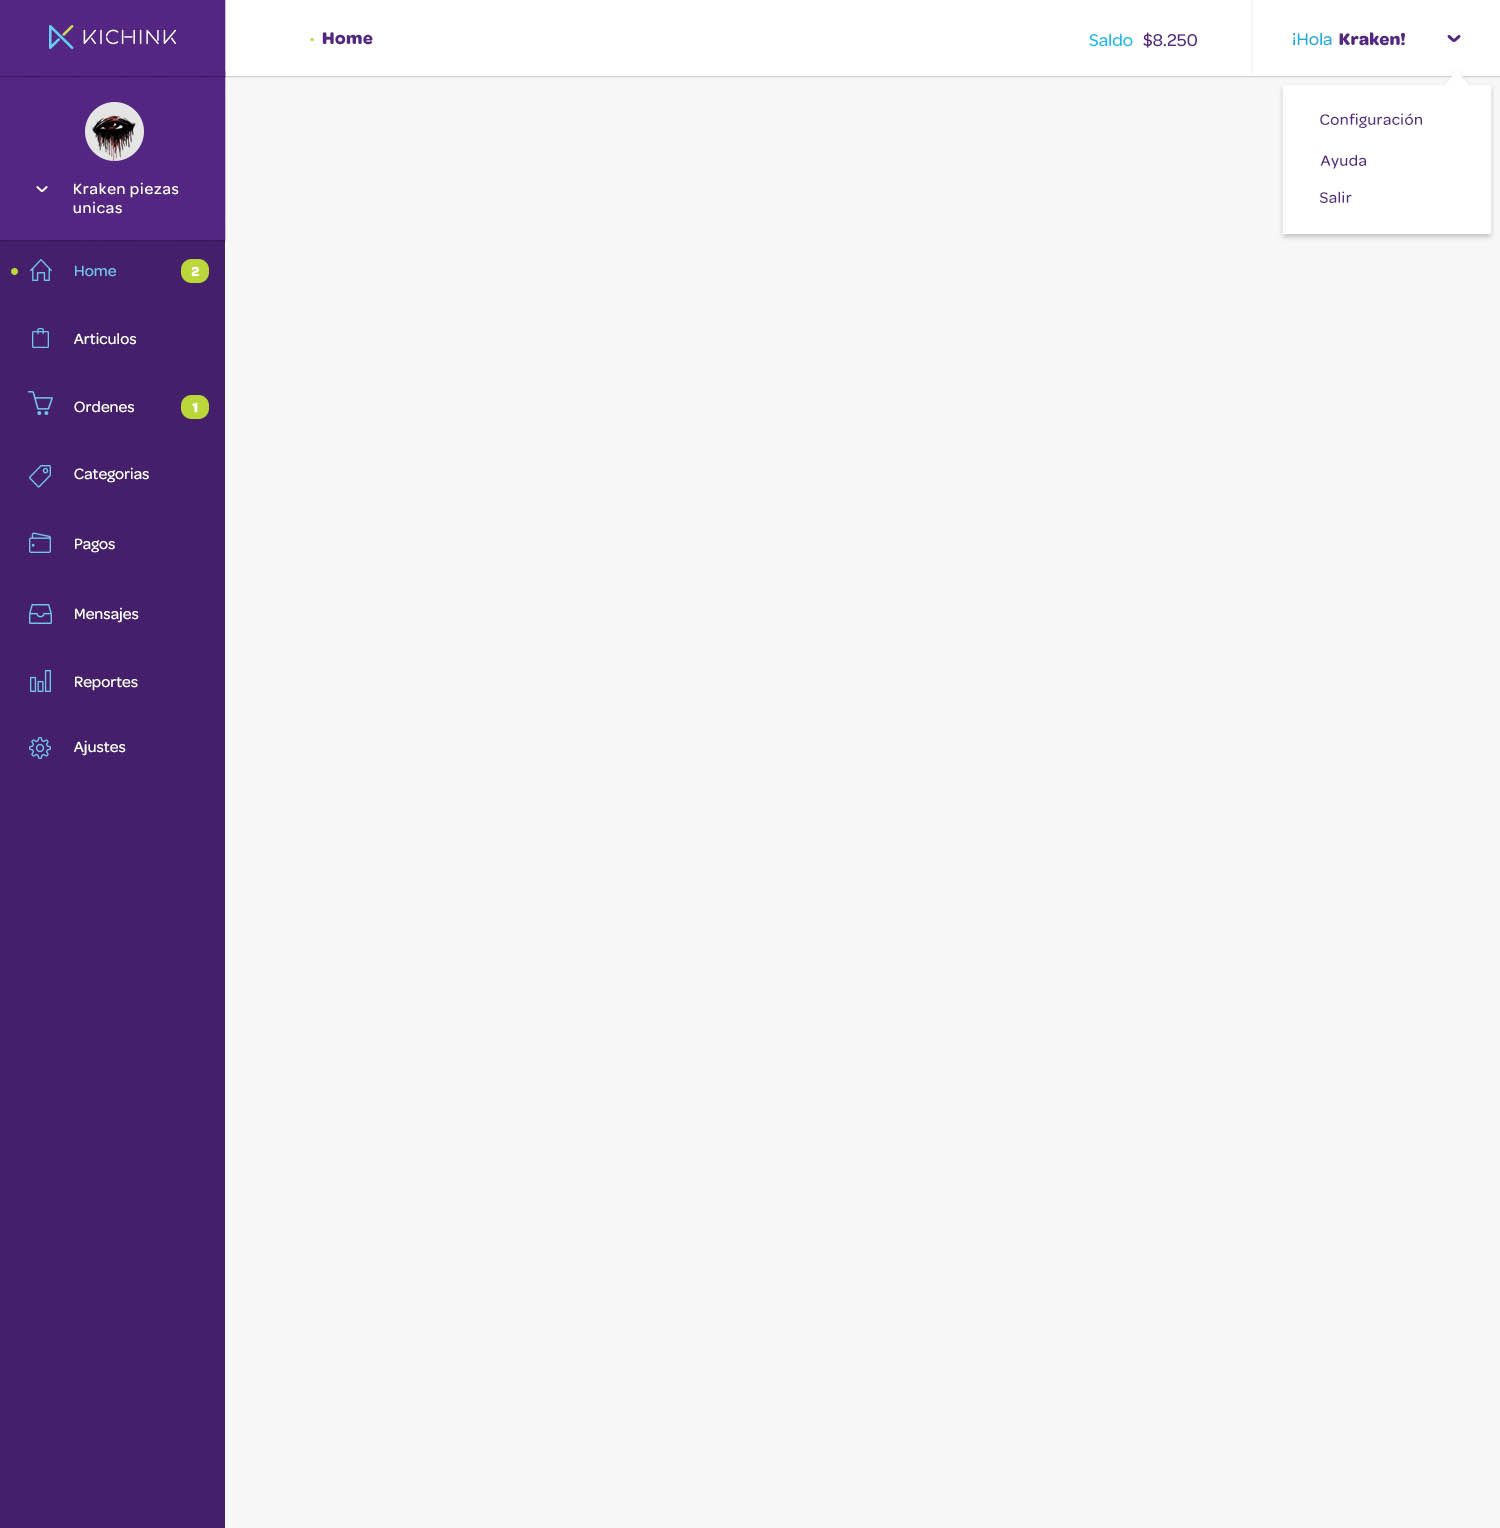 KICHINK
Home
Saldo $8.250
¡Hola Kraken!
Configuración
Ayuda
Salir
Kraken piezas
unicas
Home 2
Articulos
Ordenes 1
Categorias
Pagos
Mensajes
Reportes
Ajustes